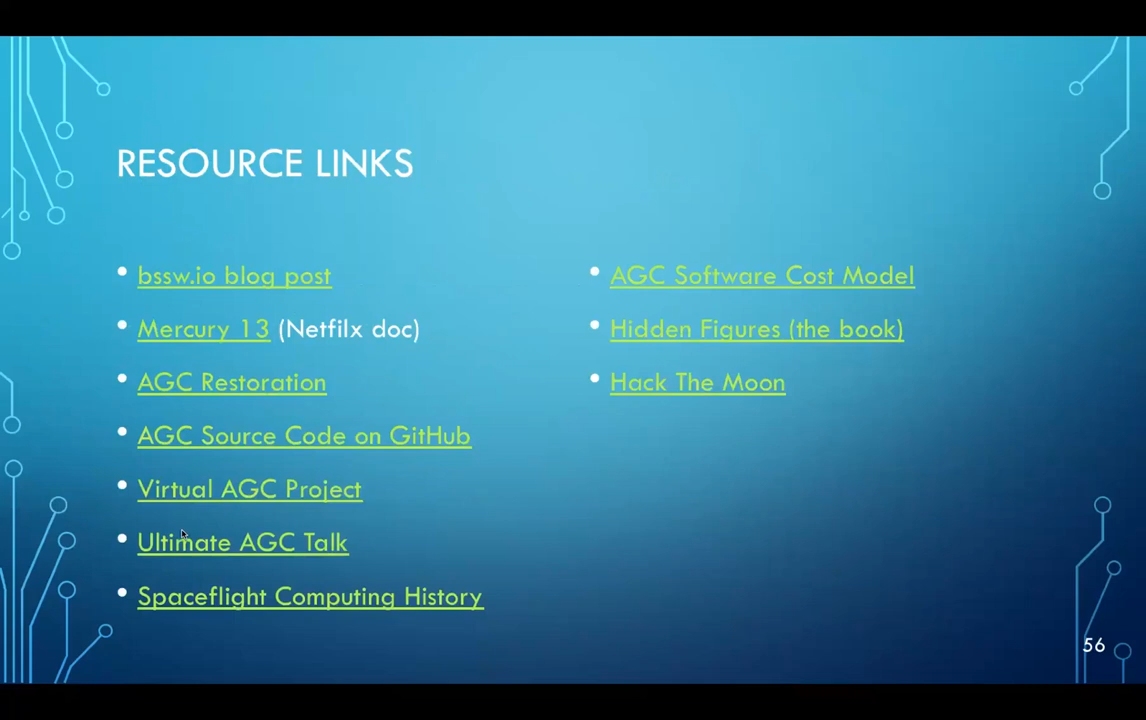 RESOURCE LINKS
• bssw.io blog post
• Mercury 13 (Netfilx doc)
• AGC Restoration
• AGC Source Code on GitHub
• Virtual AGC Project
• Ultimate AGC Talk
• Spaceflight Computing History
• AGC Software Cost Model
• Hidden Figures (the book)
• Hack The Moon
56